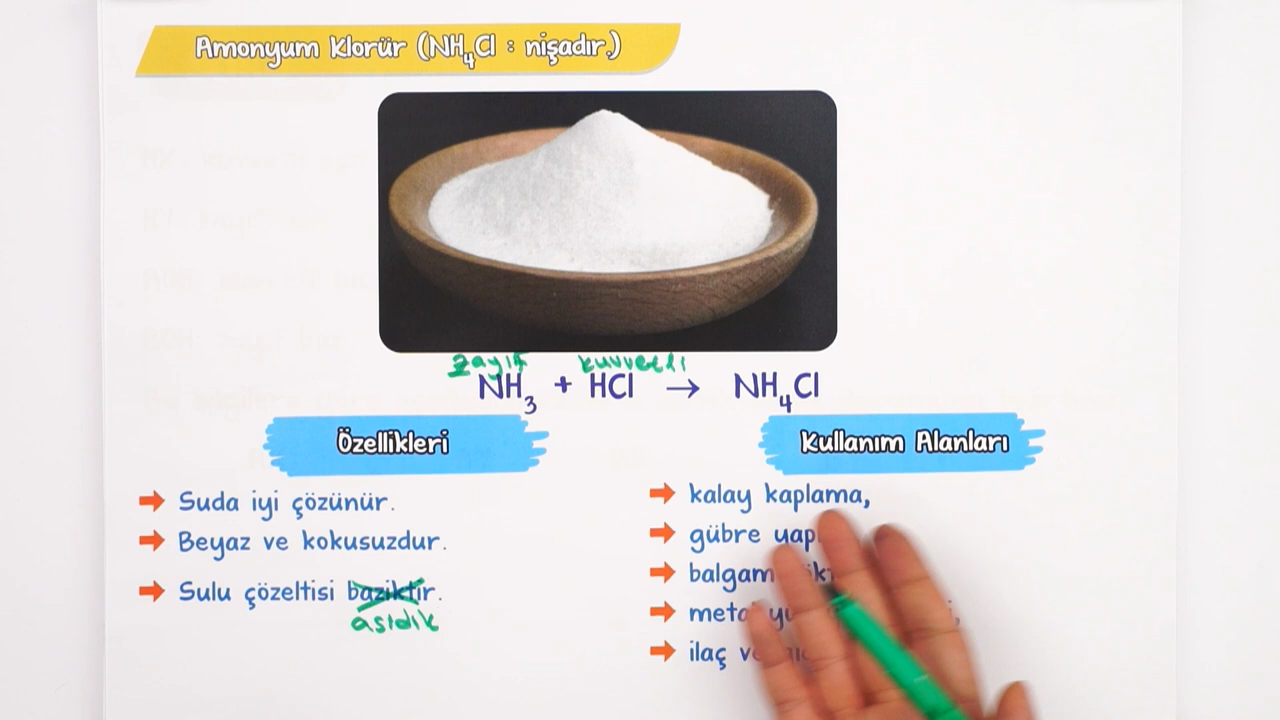 Amonyum Klorür (NH₄Cl : nişadır.)
zayıf kuvvetli
NH₃ + HCl → NH₄Cl
Özellikleri
Suda iyi çözünür.
Beyaz ve kokusuzdur.
Sulu çözeltisi baziktir.
asidik
Kullanım Alanları
kalay kaplama,
gübre
balgam
ilaç